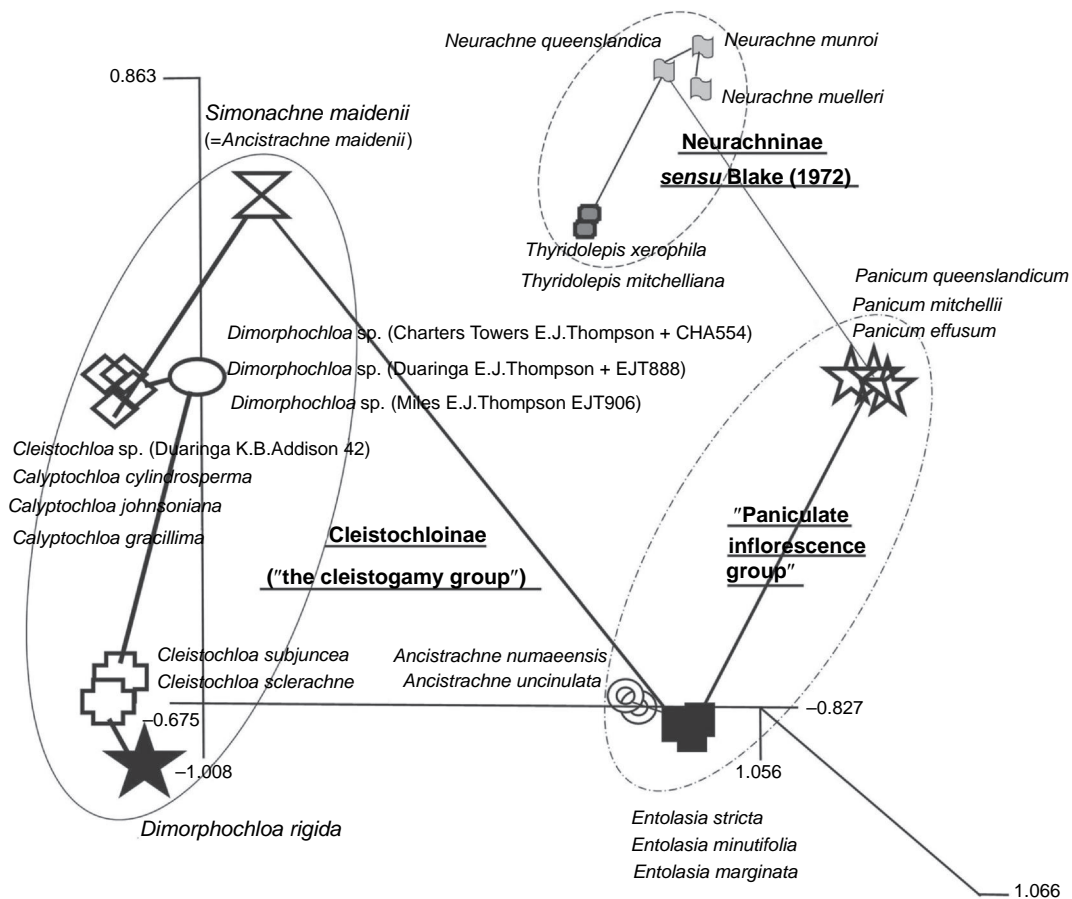 Neurachne queenslandica
Neurachne munroi
0.863
Neurachne muelleri
Simonachne maidenii
(=Ancistrachne maidenii)
Neurachninae
sensu Blake (1972)
Thyridolepis xerophila
Thyridolepis mitchelliana
Panicum queenslandicum
Panicum mitchellii
Panicum effusum
Dimorphochloa sp. (Charters Towers E.J.Thompson + CHA554)
Dimorphochloa sp. (Duaringa E.J.Thompson + EJT888)
Dimorphochloa sp. (Miles E.J.Thompson EJT906)
Cleistochloa sp. (Duaringa K.B.Addison 42)
Calyptochloa cylindrosperma
Calyptochloa johnsoniana
Calyptochloa gracillima
Cleistochloinae
("the cleistogamy group")
"Paniculate
inflorescence
group"
Cleistochloa subjuncea
Cleistochloa sclerachne
Ancistrachne numaeensis
Ancistrachne uncinulata
–0.675
–0.827
–1.008
1.056
Dimorphochloa rigida
Entolasia stricta
Entolasia minutifolia
Entolasia marginata
1.066